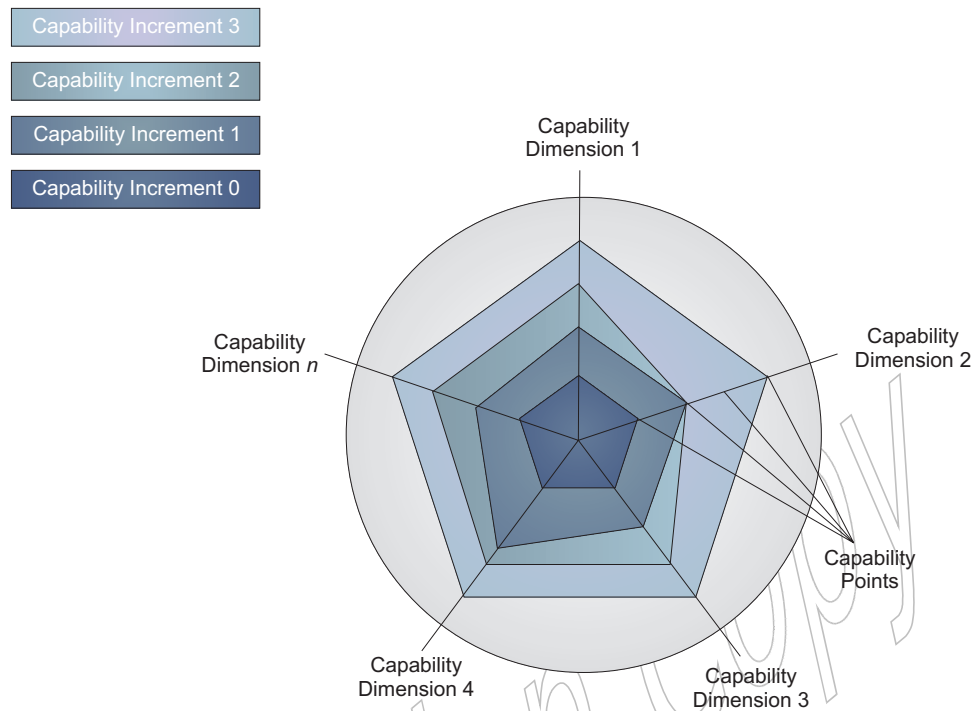 Capability Increment 3
Capability Increment 2
Capability Increment 1
Capability Increment 0
Capability
Dimension 1
Capability
Dimension 2
Capability
Dimension n
Capability
Points
Capability
Dimension 4
Capability
Dimension 3